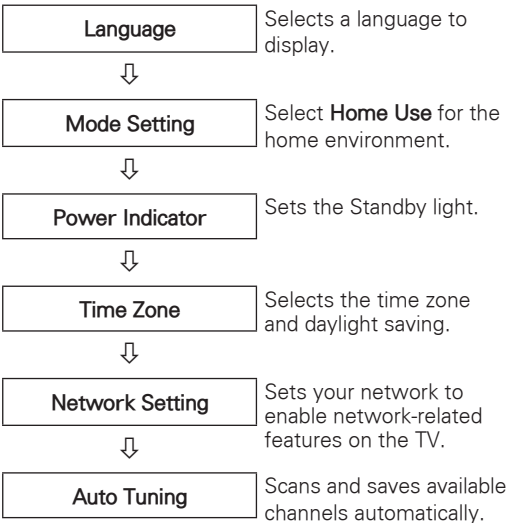 Language
Selects a language to
display.
Mode Setting
Select Home Use for the
home environment.
Power Indicator
Sets the Standby light.
Time Zone
Selects the time zone
and daylight saving.
Network Setting
Sets your network to
enable network-related
features on the TV.
Auto Tuning
Scans and saves available
channels automatically.